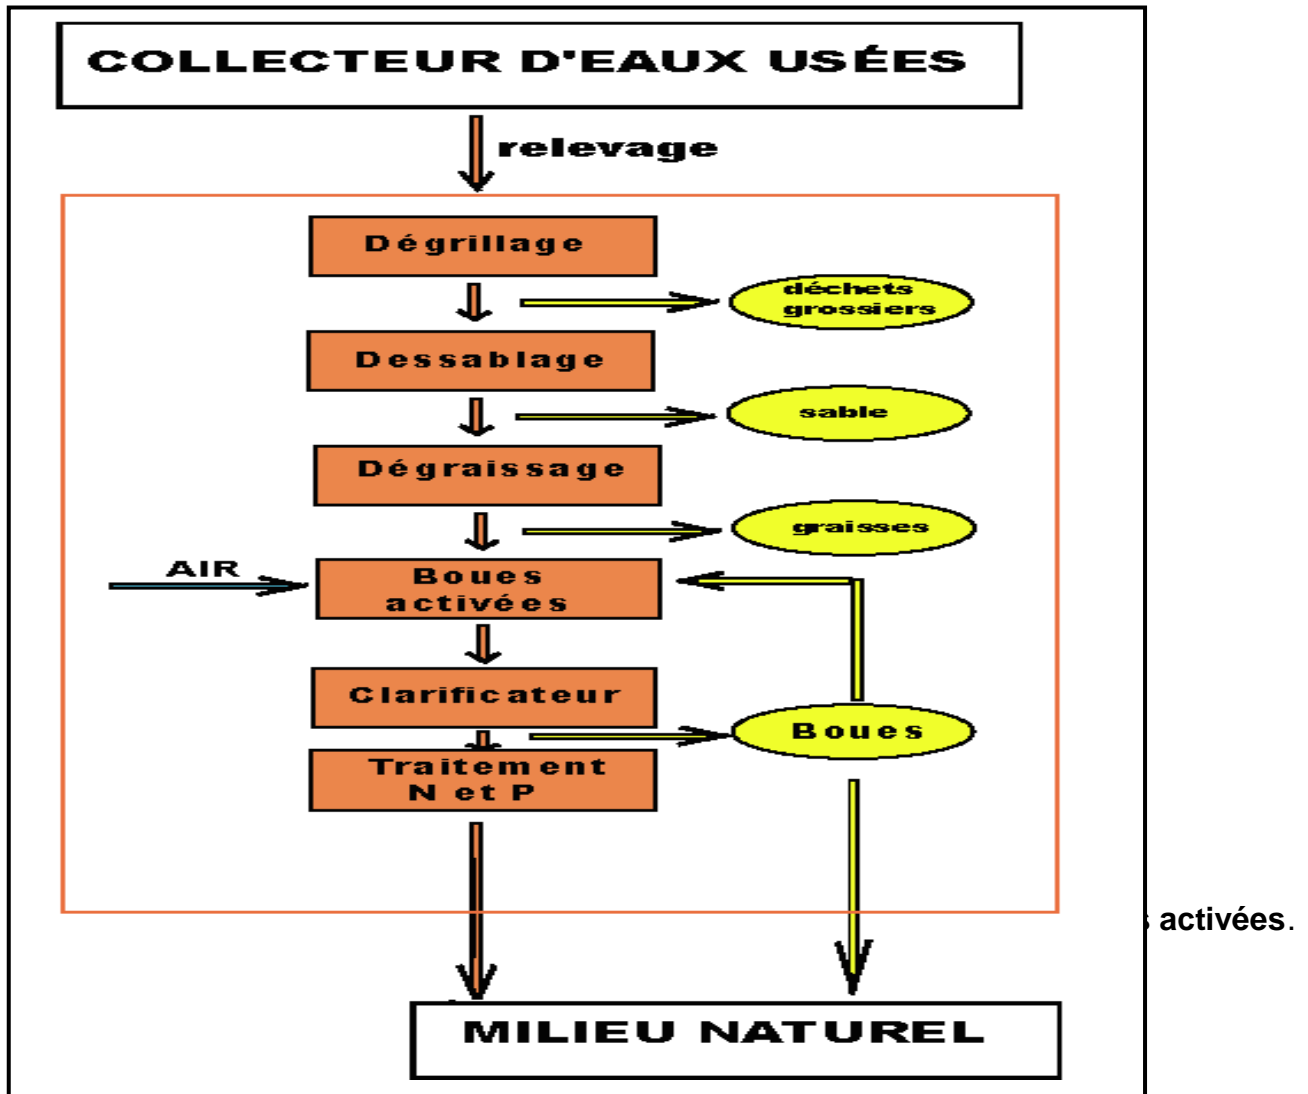 COLLECTEUR D'EAUX USÉES
relevage
Dégrillage
déchets
grossiers
Dessablage
sable
Dégraissage
graisses
AIR
Boues
activées
Clarificateur
Boues
Traitement
N et P
activées.
MILIEU NATUREL